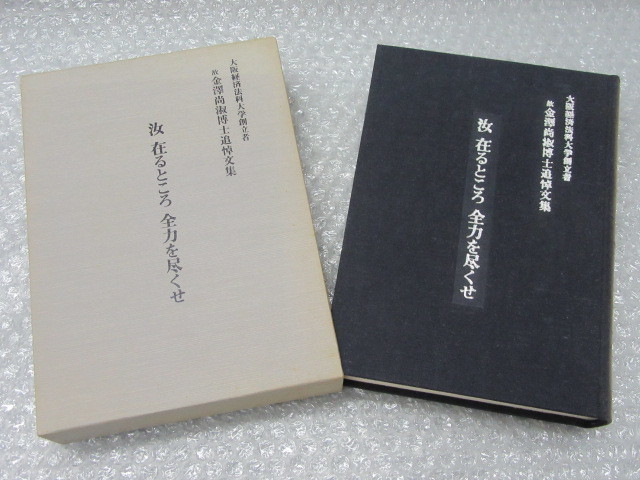 大阪経済法科大学創立者
故 金澤尚淑博士追悼文集
汝 在るところ 全力を尽くせ
大阪経済法科大学創立者
故 金澤尚淑博士追悼文集
汝 在るところ 全力を尽くせ